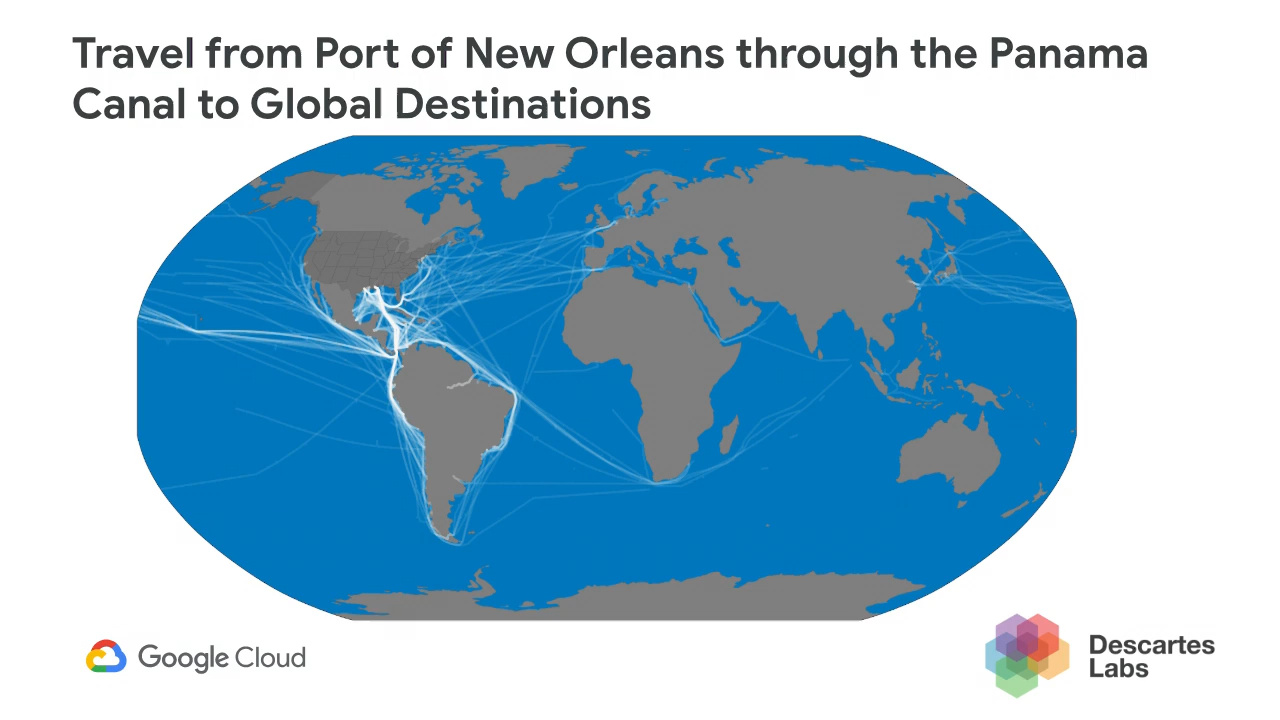 Travel from Port of New Orleans through the Panama
Canal to Global Destinations
Google Cloud
Descartes
Labs